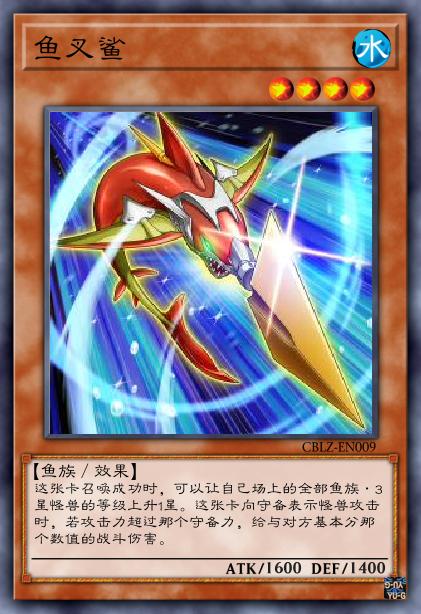 鱼叉鲨
水
CBLZ-EN009
【鱼族／效果】
这张卡召唤成功时，可以让自己场上的全部鱼族·3
星怪兽的等级上升1星。这张卡向守备表示怪兽攻击
时，若攻击力超过那个守备力，给与对方基本分那
个数值的战斗伤害。
ATK/1600 DEF/1400